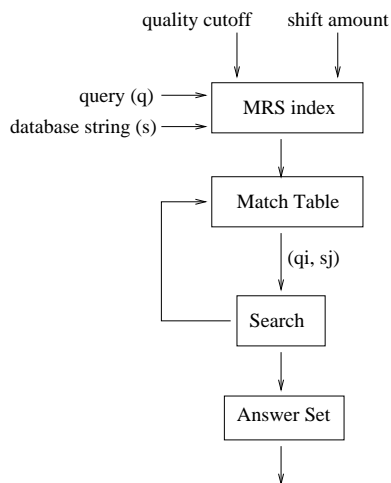 quality cutoff
shift amount
query (q)
database string (s)
MRS index
Match Table
(qi, sj)
Search
Answer Set